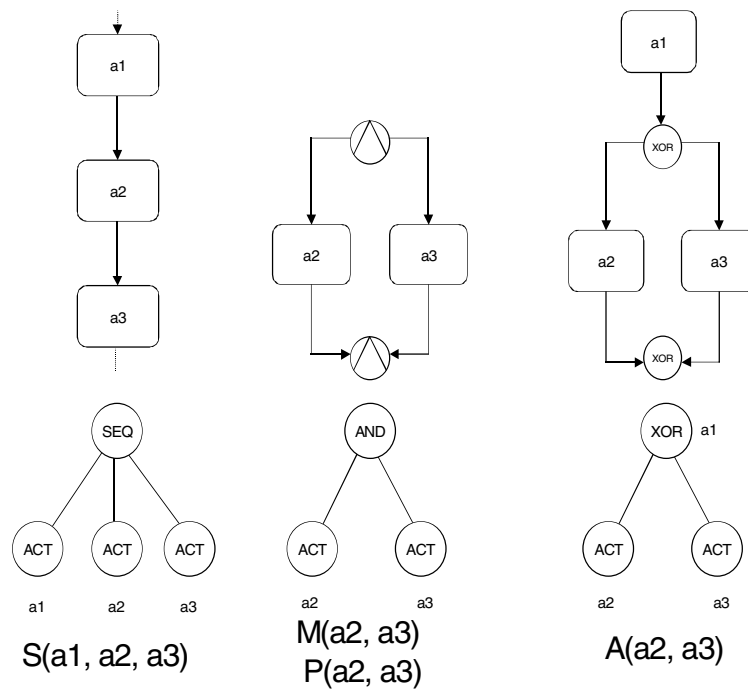 a1
a2
a3
a2
a3
a1
XOR
a2
a3
XOR
SEQ
ACT
ACT
ACT
a1
a2
a3
S(a1, a2, a3)
AND
ACT
ACT
a2
a3
M(a2, a3)
P(a2, a3)
XOR
a1
ACT
ACT
a2
a3
A(a2, a3)